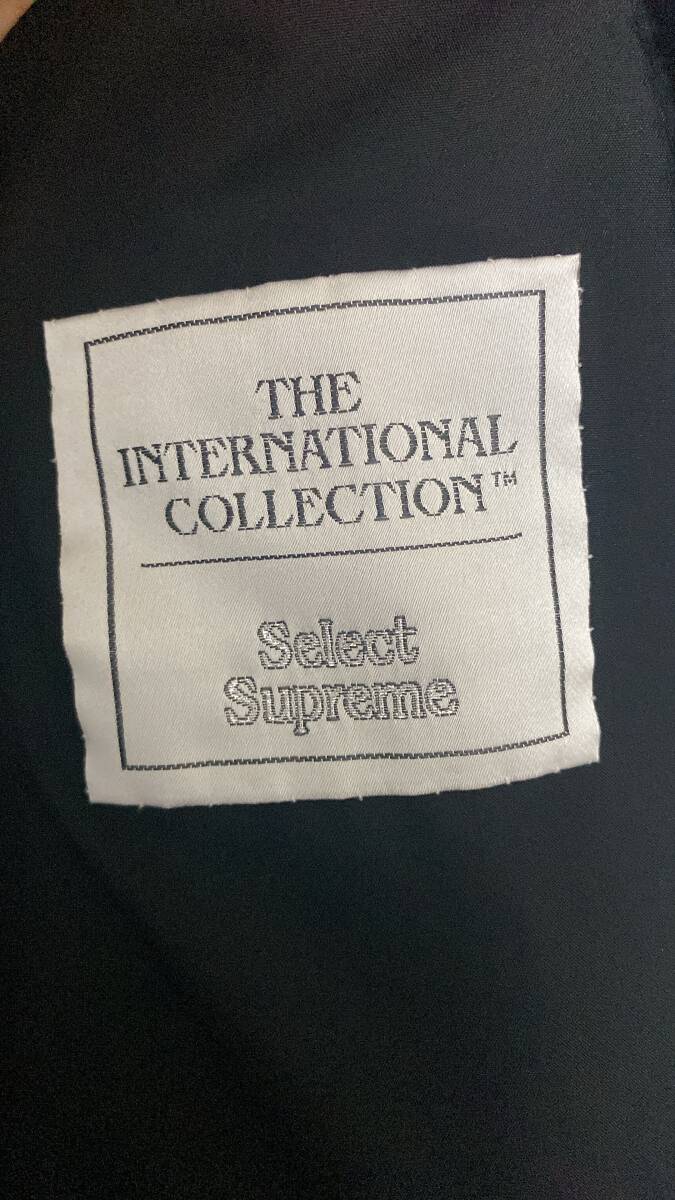 THE
INTERNATIONAL
COLLECTION™
Select
Supreme